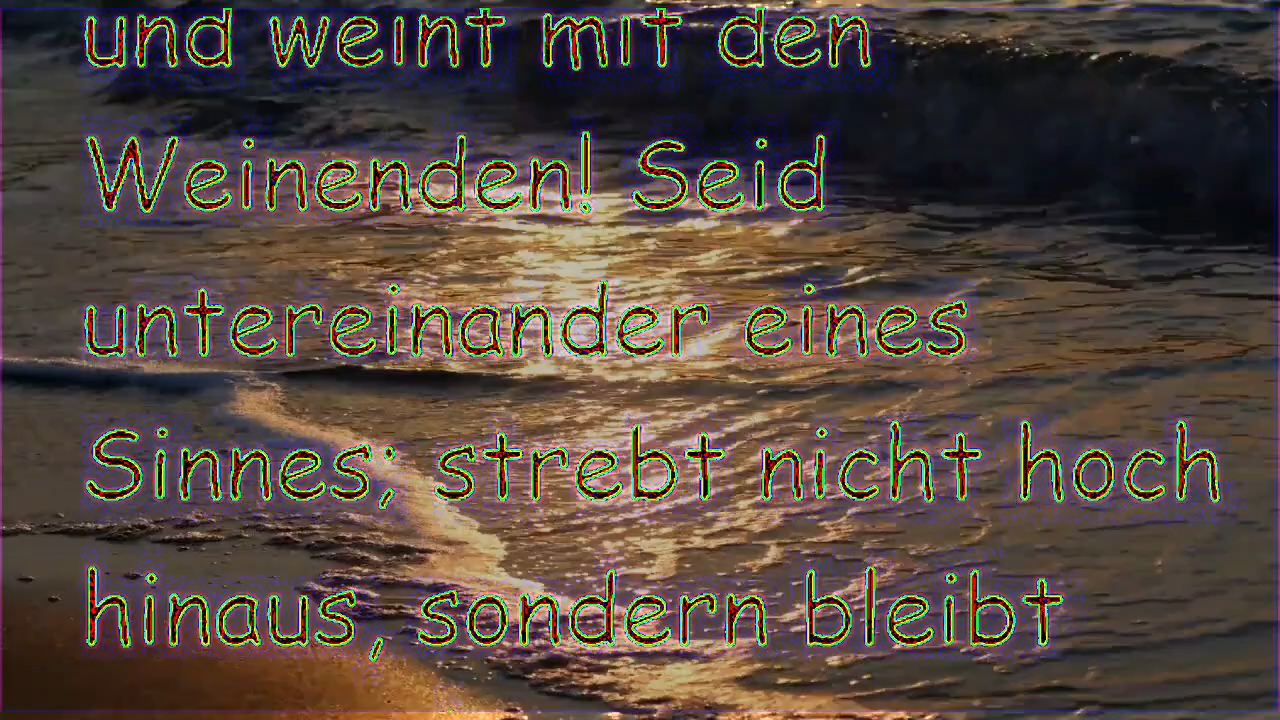 und weint mit den
Weinenden! Seid
untereinander eines
Sinnes; strebt nicht hoch
hinaus, sondern bleibt